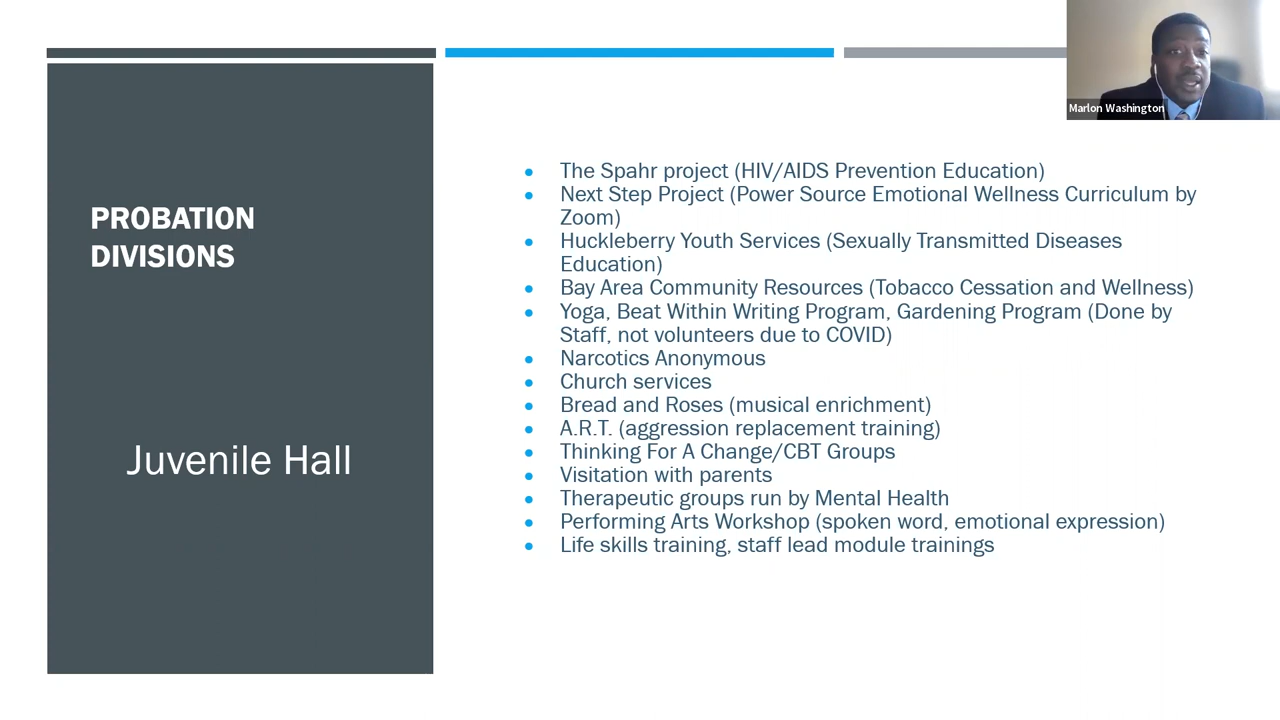 Marlon Washington
PROBATION
DIVISIONS
Juvenile Hall
• The Spahr project (HIV/AIDS Prevention Education)
• Next Step Project (Power Source Emotional Wellness Curriculum by
Zoom)
• Huckleberry Youth Services (Sexually Transmitted Diseases
Education)
• Bay Area Community Resources (Tobacco Cessation and Wellness)
• Yoga, Beat Within Writing Program, Gardening Program (Done by
Staff, not volunteers due to COVID)
• Narcotics Anonymous
• Church services
• Bread and Roses (musical enrichment)
• A.R.T. (aggression replacement training)
• Thinking For A Change/CBT Groups
• Visitation with parents
• Therapeutic groups run by Mental Health
• Performing Arts Workshop (spoken word, emotional expression)
• Life skills training, staff lead module trainings